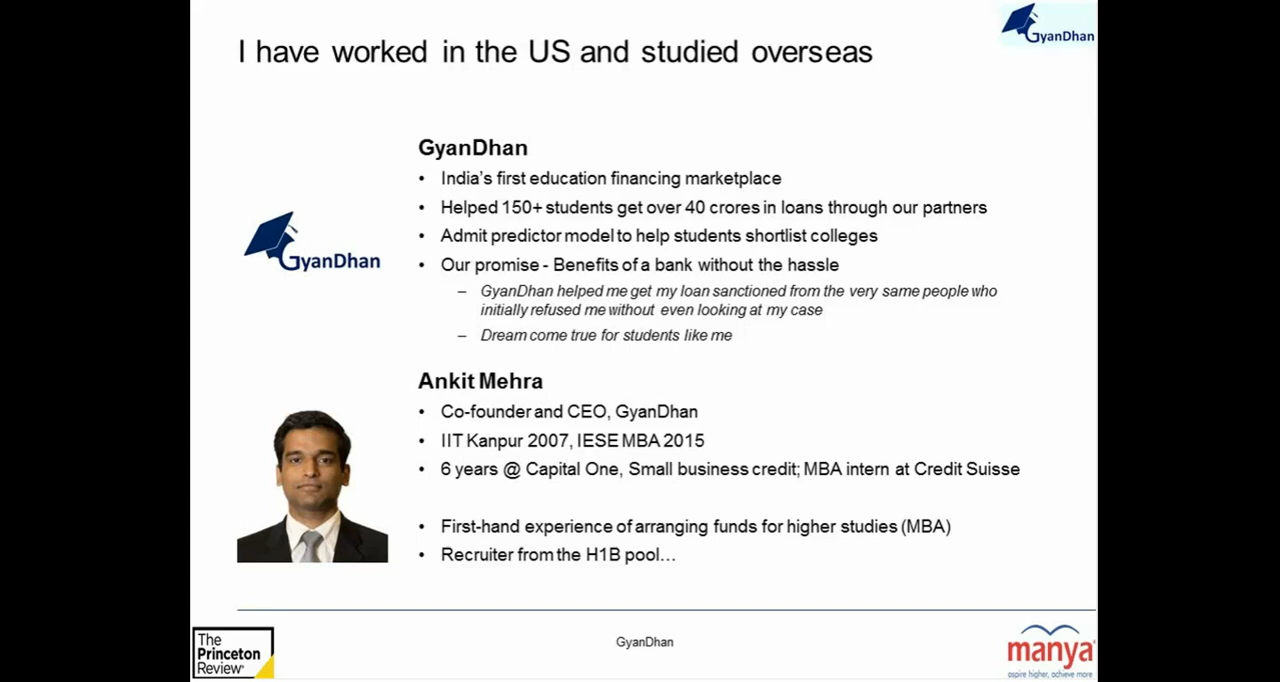 GyanDhan
I have worked in the US and studied overseas
GyanDhan
• India's first education financing marketplace
• Helped 150+ students get over 40 crores in loans through our partners
• Admit predictor model to help students shortlist colleges
• Our promise - Benefits of a bank without the hassle
– GyanDhan helped me get my loan sanctioned from the very same people who
initially refused me without even looking at my case
– Dream come true for students like me
GyanDhan
Ankit Mehra
• Co-founder and CEO, GyanDhan
• IIT Kanpur 2007, IESE MBA 2015
• 6 years @ Capital One, Small business credit; MBA intern at Credit Suisse
• First-hand experience of arranging funds for higher studies (MBA)
• Recruiter from the H1B pool…
The
Princeton
Review®
GyanDhan
manya®
aspire higher, achieve more